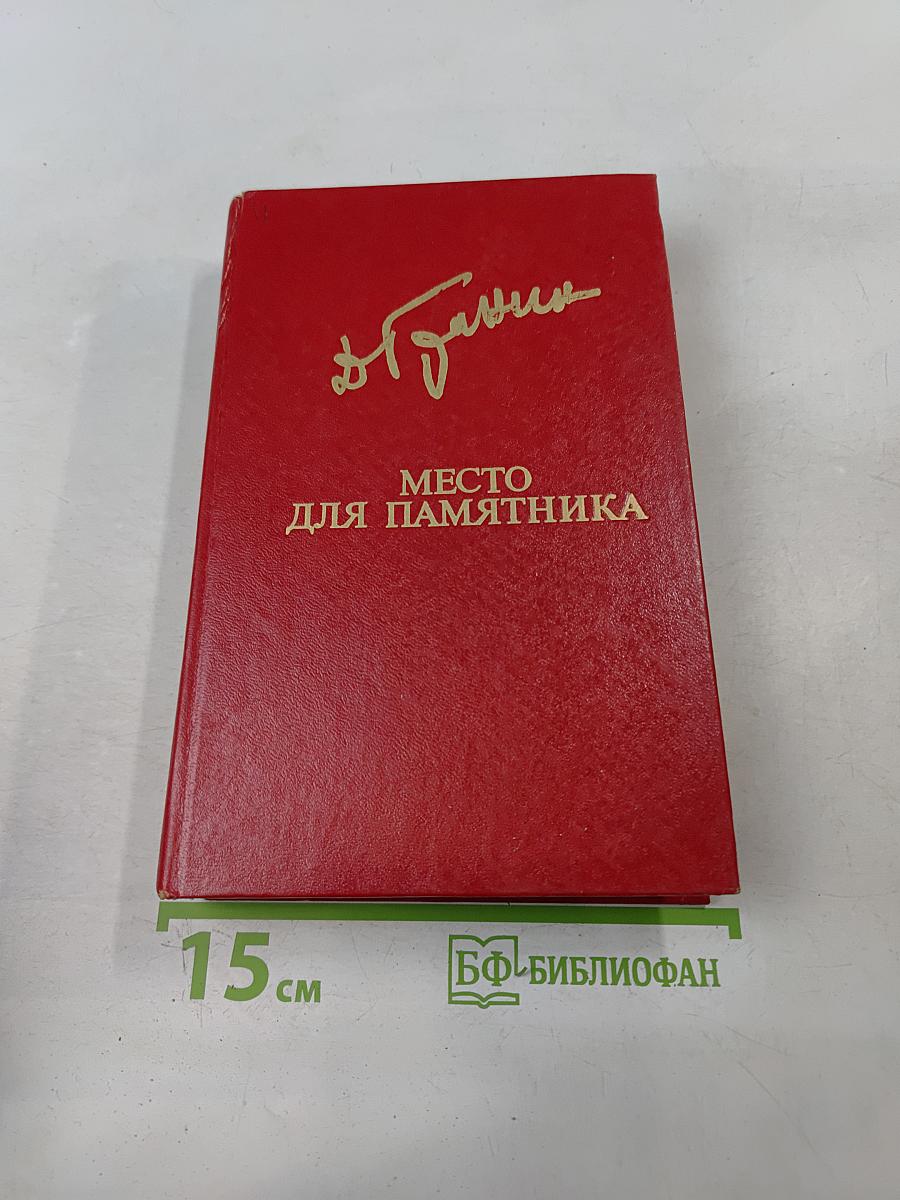 Д Гранин
МЕСТО
ДЛЯ ПАМЯТНИКА
15 см
БФ БИБЛИОФАН